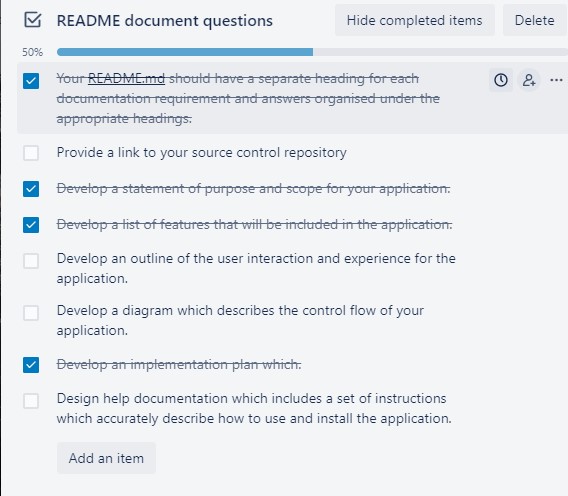 README document questions
Hide completed items
Delete
50%
Your README.md should have a separate heading for each
documentation requirement and answers organised under the
appropriate headings.
Provide a link to your source control repository
Develop a statement of purpose and scope for your application.
Develop a list of features that will be included in the application.
Develop an outline of the user interaction and experience for the
application.
Develop a diagram which describes the control flow of your
application.
Develop an implementation plan which:
Design help documentation which includes a set of instructions
which accurately describe how to use and install the application.
Add an item